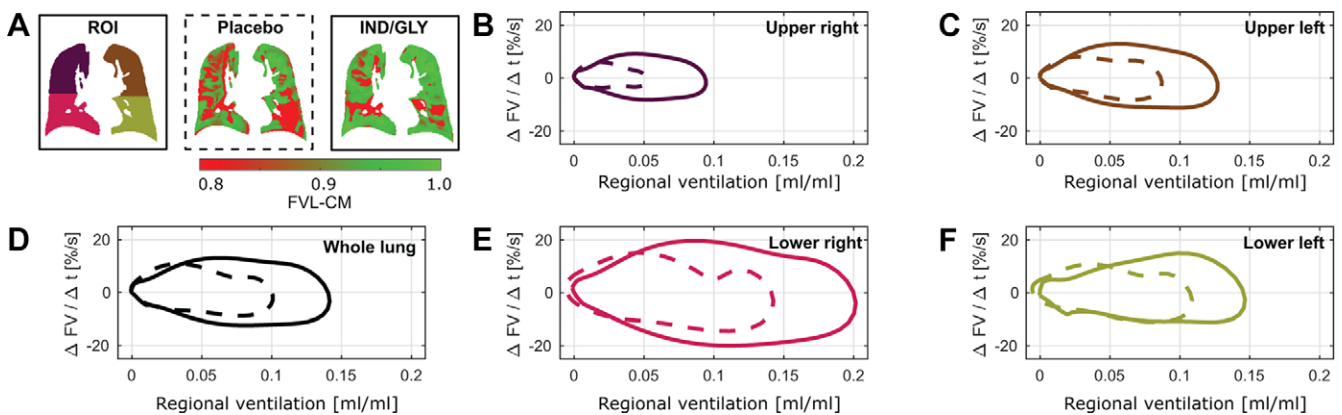 A
ROI
Placebo
IND/GLY
0.8
0.9
1.0
FVL-CM
B
Upper right
20
0
-20
Δ FV / Δ t [%/s]
0
0.05
0.1
0.15
0.2
Regional ventilation [ml/ml]
C
Upper left
20
0
-20
Δ FV / Δ t [%/s]
0
0.05
0.1
0.15
0.2
Regional ventilation [ml/ml]
D
Whole lung
20
0
-20
Δ FV / Δ t [%/s]
0
0.05
0.1
0.15
0.2
Regional ventilation [ml/ml]
E
Lower right
20
0
-20
Δ FV / Δ t [%/s]
0
0.05
0.1
0.15
0.2
Regional ventilation [ml/ml]
F
Lower left
20
0
-20
Δ FV / Δ t [%/s]
0
0.05
0.1
0.15
0.2
Regional ventilation [ml/ml]